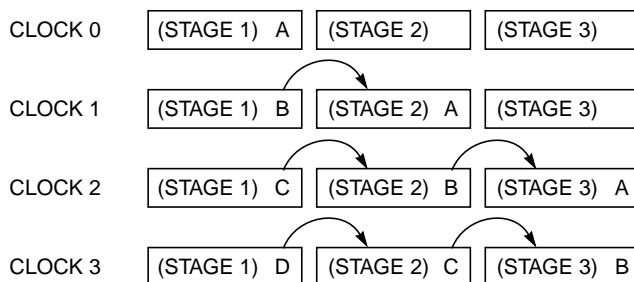 CLOCK 0 (STAGE 1) A (STAGE 2) (STAGE 3)
CLOCK 1 (STAGE 1) B (STAGE 2) A (STAGE 3)
CLOCK 2 (STAGE 1) C (STAGE 2) B (STAGE 3) A
CLOCK 3 (STAGE 1) D (STAGE 2) C (STAGE 3) B